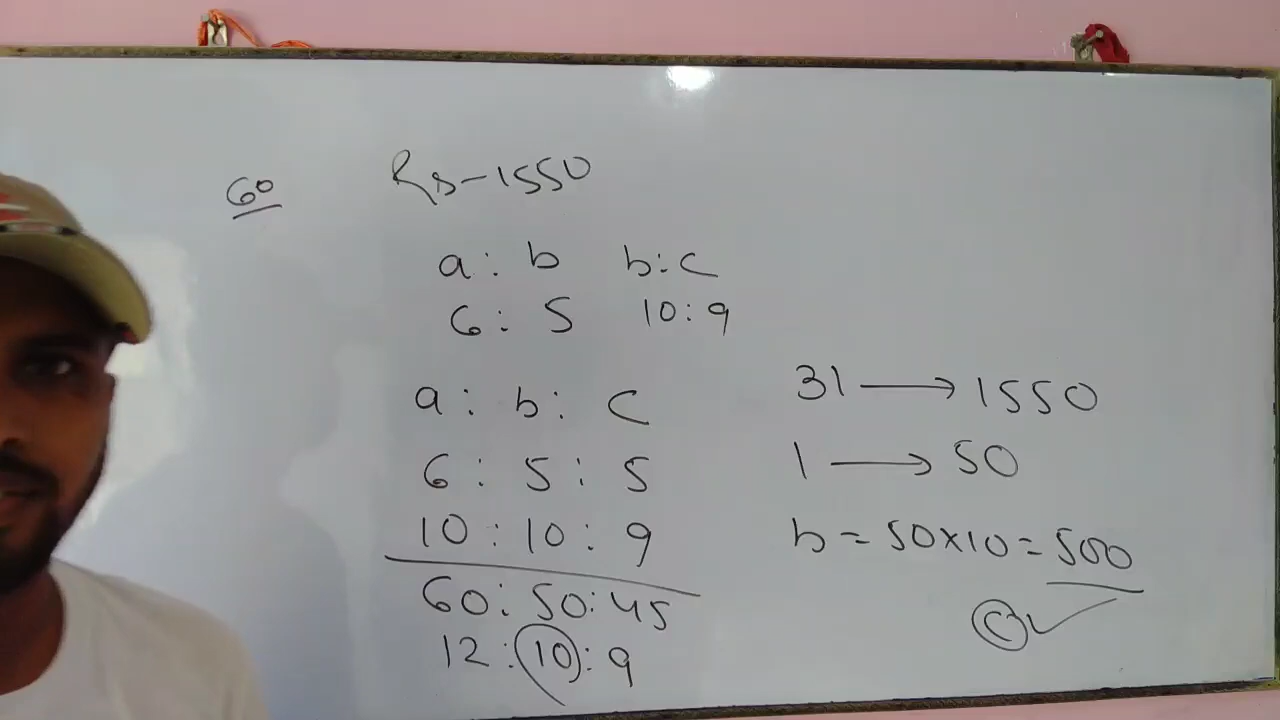 60 Rs-1550
a : b b:c
6 : 5 10:9
a : b : c
6 : 5 : 5
10 : 10 : 9
60 : 50 : 45
12 : 10 : 9
31 → 1550
1 → 50
b = 50×10 = 500
C ✓